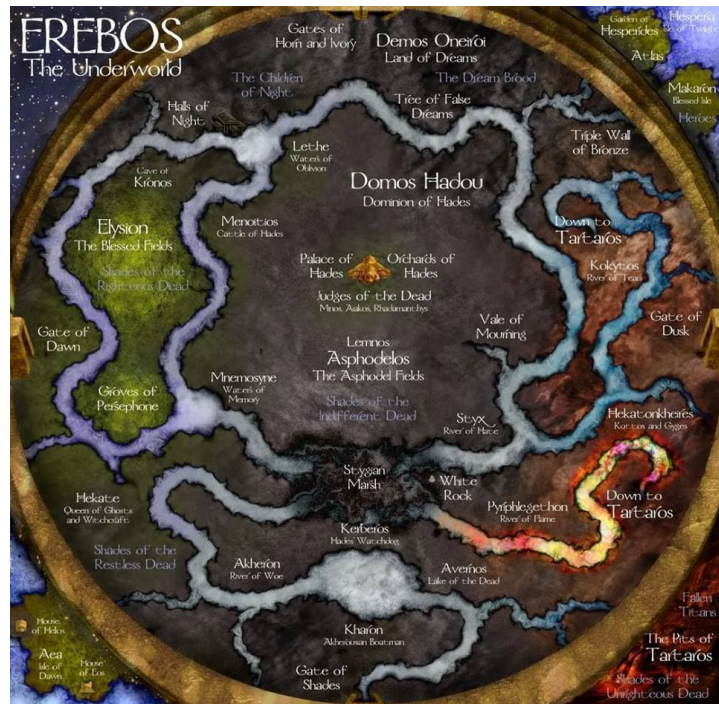 EREBOS
The Underworld
Gates of
Horn and Ivory
Demos Oneiroi
Land of Dreams
Garden of
Hesperides
Hesperia
Isle of Twilight
Atlas
Makaron
Blessed Isle
Heroes
The Children
of Night
The Dream Brood
Halls of
Night
Tree of False
Dreams
Triple Wall
of Bronze
Lethe
Waters of
Oblivion
Cave of
Kronos
Domos Hadou
Dominion of Hades
Elysion
The Blessed Fields
Menoitios
Cattle of Hades
Down to
Tartaros
Shades of the
Righteous Dead
Palace of
Hades
Orchards of
Hades
Kokytos
River of Tears
Judges of the Dead
Minos, Aiakos, Rhadamanthys
Gate of
Dawn
Vale of
Mourning
Gate of
Dusk
Lemnos
Asphodelos
The Asphodel Fields
Groves of
Persephone
Mnemosyne
Waters of
Memory
Shades of the
Indifferent Dead
Styx
River of Hate
Hekatonkheires
Kottos and Gyges
Stygian
Marsh
White
Rock
Hekate
Queen of Ghosts
and Witchcraft
Pyriphlegethon
River of Flame
Down to
Tartaros
Kerberos
Hades' Watchdog
Shades of the
Restless Dead
Akheron
River of Woe
Avernos
Lake of the Dead
Fallen
Titans
House
of Helios
Kharon
Akherousian Boatman
The Pits of
Tartaros
Aea
Isle of
Dawn
House
of Eos
Gate of
Shades
Shades of the
Unrighteous Dead